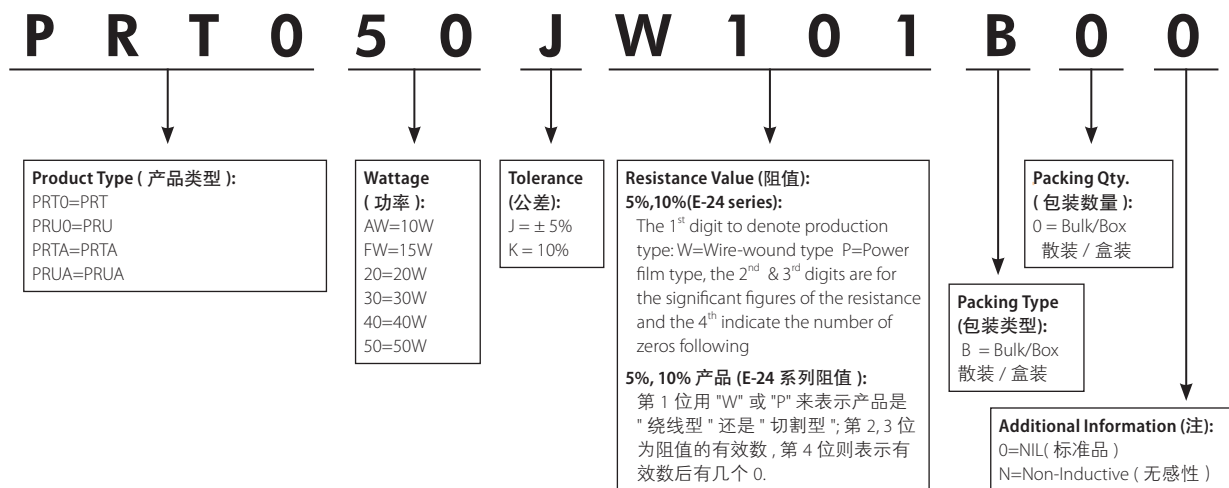 P R T 0 5 0 J W 1 0 1 B 0 0
Product Type ( 产品类型 ):
PRT0=PRT
PRU0=PRU
PRTA=PRTA
PRUA=PRUA
Wattage
( 功率 ):
AW=10W
FW=15W
20=20W
30=30W
40=40W
50=50W
Tolerance
(公差):
J = ± 5%
K = 10%
Resistance Value (阻值):
5%,10%(E-24 series):
The 1st digit to denote production
type: W=Wire-wound type P=Power
film type, the 2nd & 3rd digits are for
the significant figures of the resistance
and the 4th indicate the number of
zeros following
5%, 10% 产品 (E-24 系列阻值 ):
第 1 位用 "W" 或 "P" 来表示产品是
" 绕线型 " 还是 " 切割型 "; 第 2, 3 位
为阻值的有效数 , 第 4 位则表示有
效数后有几个 0.
Packing Type
(包装类型):
B = Bulk/Box
散装 / 盒装
Packing Qty.
( 包装数量 ):
0 = Bulk/Box
散装 / 盒装
Additional Information (注):
0=NIL( 标准品 )
N=Non-Inductive ( 无感性 )